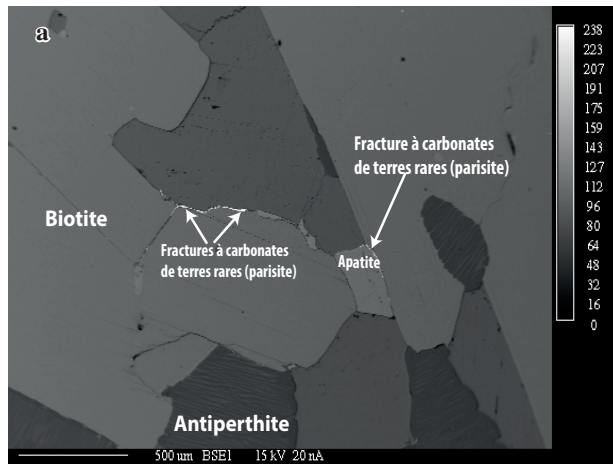 a
Fracture à carbonates
de terres rares (parisite)
Biotite
Fractures à carbonates
de terres rares (parisite)
Apatite
Antiperthite
500 um BSE1 15 kV 20 nA
238
223
207
191
175
159
143
127
112
96
80
64
48
32
16
0